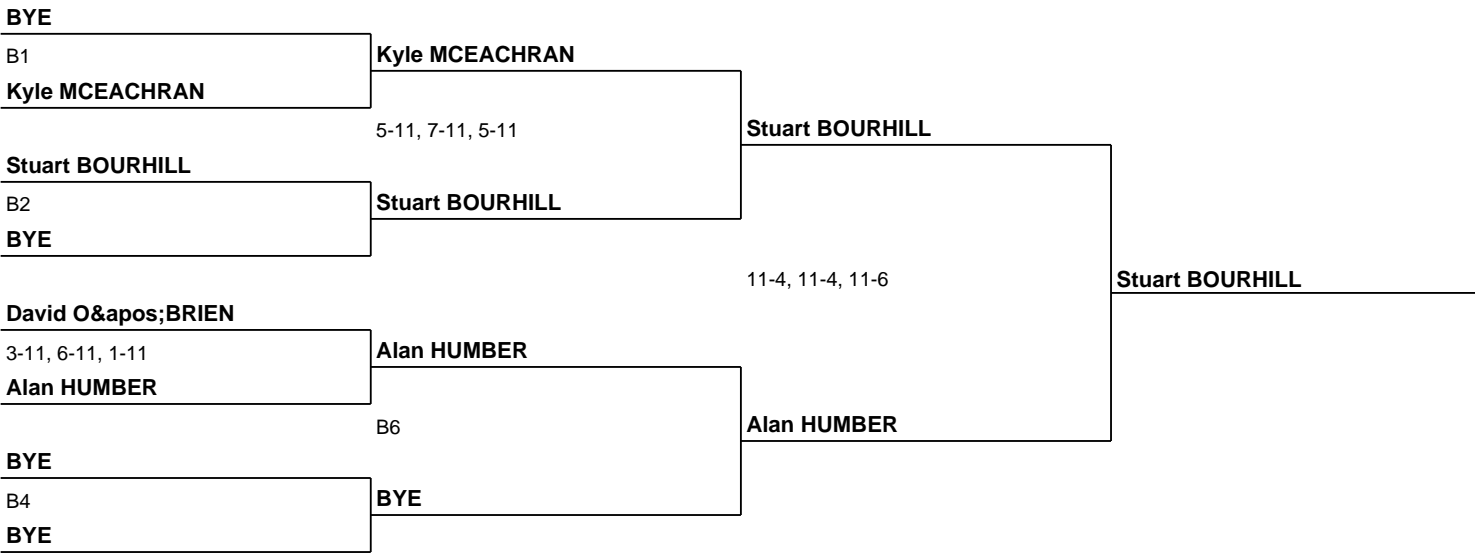 BYE
B1
Kyle MCEACHRAN
Kyle MCEACHRAN
5-11, 7-11, 5-11
Stuart BOURHILL
Stuart BOURHILL
B2
Stuart BOURHILL
BYE
11-4, 11-4, 11-6
Stuart BOURHILL
David O&apos;BRIEN
3-11, 6-11, 1-11
Alan HUMBER
Alan HUMBER
B6
Alan HUMBER
BYE
B4
BYE
BYE